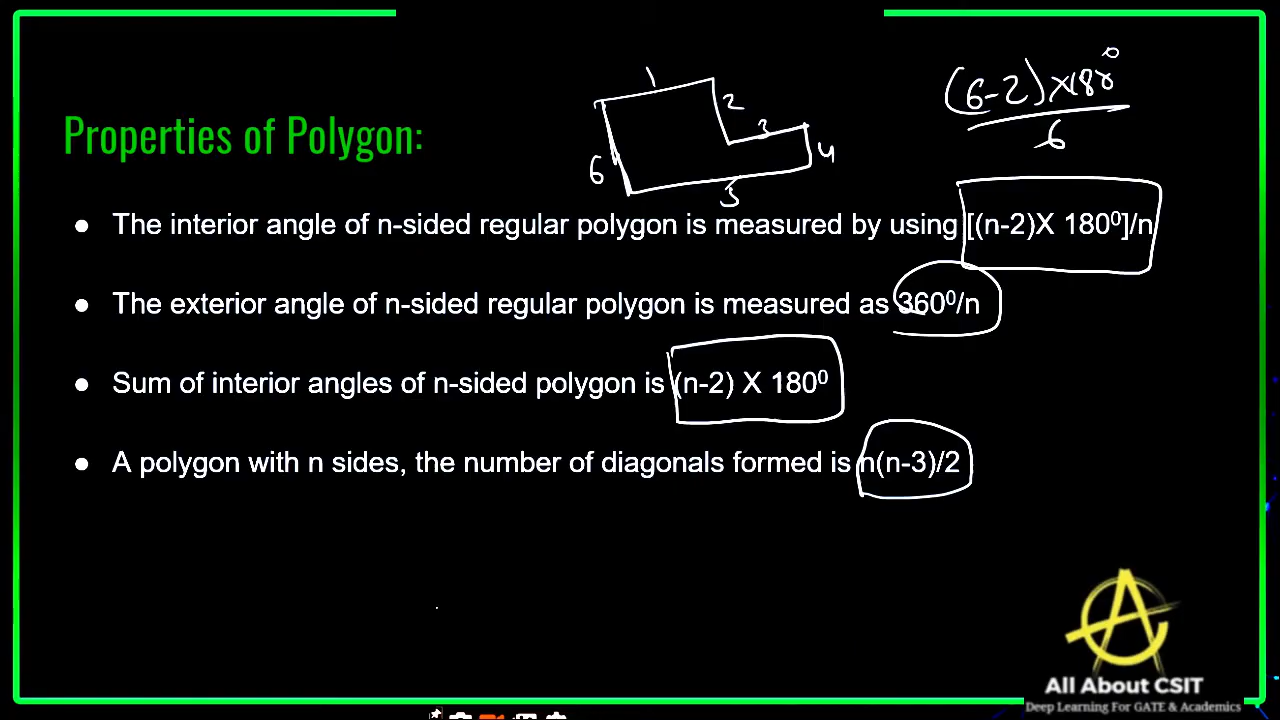 1
2
3
4
5
6
(6-2)×180°
6
Properties of Polygon:
● The interior angle of n-sided regular polygon is measured by using [(n-2)X 180⁰]/n
● The exterior angle of n-sided regular polygon is measured as 360⁰/n
● Sum of interior angles of n-sided polygon is (n-2) X 180⁰
● A polygon with n sides, the number of diagonals formed is n(n-3)/2
All About CSIT
Deep Learning For GATE & Academics